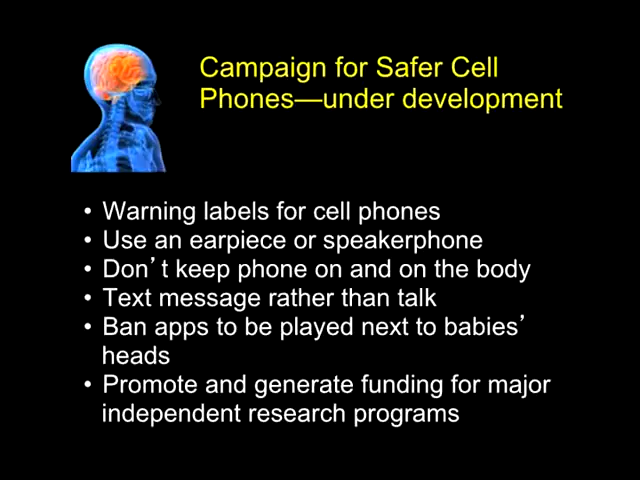 Campaign for Safer Cell
Phones—under development
• Warning labels for cell phones
• Use an earpiece or speakerphone
• Don’t keep phone on and on the body
• Text message rather than talk
• Ban apps to be played next to babies’
heads
• Promote and generate funding for major
independent research programs